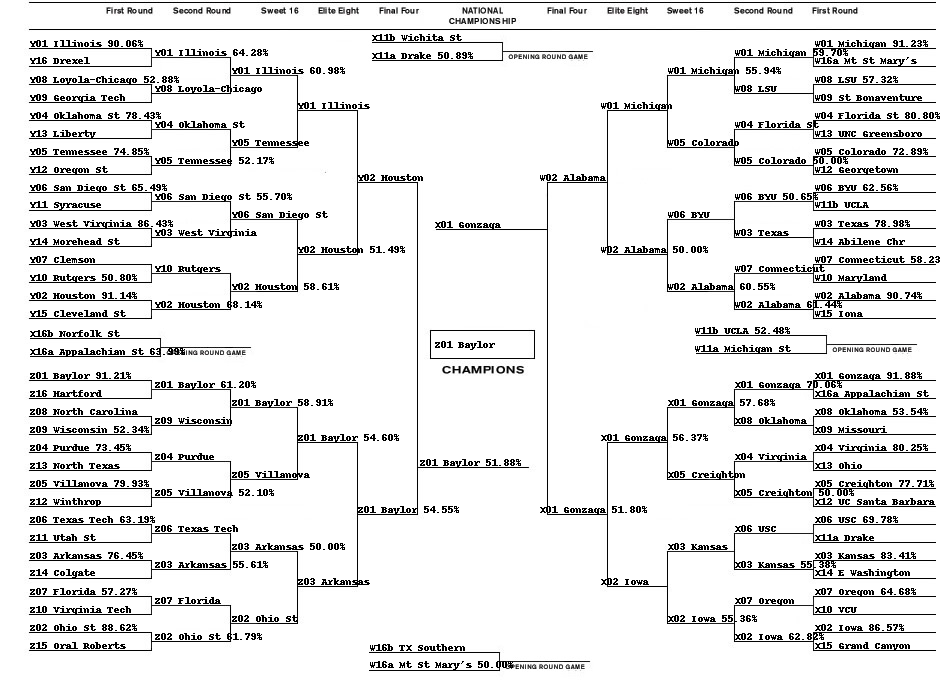 First Round Second Round Sweet 16 Elite Eight Final Four NATIONAL CHAMPIONSHIP Final Four Elite Eight Sweet 16 Second Round First Round
X11b Wichita St
X11a Drake 50.89%
OPENING ROUND GAME
Y01 Illinois 90.06%
Y16 Drexel
Y08 Loyola-Chicago 52.88%
Y09 Georgia Tech
Y04 Oklahoma St 78.43%
Y13 Liberty
Y05 Tennessee 74.85%
Y12 Oregon St
Y06 San Diego St 65.49%
Y11 Syracuse
Y03 West Virginia 86.43%
Y14 Morehead St
Y07 Clemson
Y10 Rutgers 50.80%
Y02 Houston 91.14%
Y15 Cleveland St
Y01 Illinois 64.28%
Y08 Loyola-Chicago
Y04 Oklahoma St
Y05 Tennessee 52.17%
Y06 San Diego St 55.70%
Y03 West Virginia
Y10 Rutgers
Y02 Houston 68.14%
Y01 Illinois 60.98%
Y05 Tennessee
Y06 San Diego St
Y02 Houston 58.61%
Y01 Illinois
Y02 Houston 51.49%
Y02 Houston
X16b Norfolk St
X16a Appalachian St 63.99%
OPENING ROUND GAME
Z01 Baylor 91.21%
Z16 Hartford
Z08 North Carolina
Z09 Wisconsin 52.34%
Z04 Purdue 73.45%
Z13 North Texas
Z05 Villanova 79.93%
Z12 Winthrop
Z06 Texas Tech 63.19%
Z11 Utah St
Z03 Arkansas 76.45%
Z14 Colgate
Z07 Florida 57.27%
Z10 Virginia Tech
Z02 Ohio St 88.62%
Z15 Oral Roberts
Z01 Baylor 61.20%
Z09 Wisconsin
Z04 Purdue
Z05 Villanova 52.10%
Z06 Texas Tech
Z03 Arkansas 55.61%
Z07 Florida
Z02 Ohio St 61.79%
Z01 Baylor 58.91%
Z05 Villanova
Z03 Arkansas 50.00%
Z02 Ohio St
Z01 Baylor 54.60%
Z03 Arkansas
Z01 Baylor 54.55%
X01 Gonzaga
Z01 Baylor
CHAMPIONS
Z01 Baylor 51.88%
W02 Alabama
X01 Gonzaga 51.80%
W01 Michigan
W02 Alabama 50.00%
W01 Michigan 55.94%
W05 Colorado
W06 BYU
W02 Alabama 60.55%
W01 Michigan 59.70%
W08 LSU
W04 Florida St
W05 Colorado 50.00%
W06 BYU 50.65%
W03 Texas
W07 Connecticut
W02 Alabama 61.44%
W01 Michigan 91.23%
W16a Mt St Mary's
W08 LSU 57.32%
W09 St Bonaventure
W04 Florida St 80.80%
W13 UNC Greensboro
W05 Colorado 72.89%
W12 Georgetown
W06 BYU 62.56%
W11b UCLA
W03 Texas 78.98%
W14 Abilene Chr
W07 Connecticut 58.23
W10 Maryland
W02 Alabama 90.74%
W15 Iona
W11b UCLA 52.48%
W11a Michigan St
OPENING ROUND GAME
X01 Gonzaga 56.37%
X02 Iowa
X01 Gonzaga 57.68%
X05 Creighton
X03 Kansas
X02 Iowa 55.36%
X01 Gonzaga 70.06%
X08 Oklahoma
X04 Virginia
X05 Creighton 50.00%
X06 USC
X03 Kansas 55.38%
X07 Oregon
X02 Iowa 62.82%
X01 Gonzaga 91.88%
X16a Appalachian St
X08 Oklahoma 53.54%
X09 Missouri
X04 Virginia 80.25%
X13 Ohio
X05 Creighton 77.71%
X12 UC Santa Barbara
X06 USC 69.78%
X11a Drake
X03 Kansas 83.41%
X14 E Washington
X07 Oregon 64.68%
X10 VCU
X02 Iowa 86.57%
X15 Grand Canyon
W16b TX Southern
W16a Mt St Mary's 50.00%
OPENING ROUND GAME